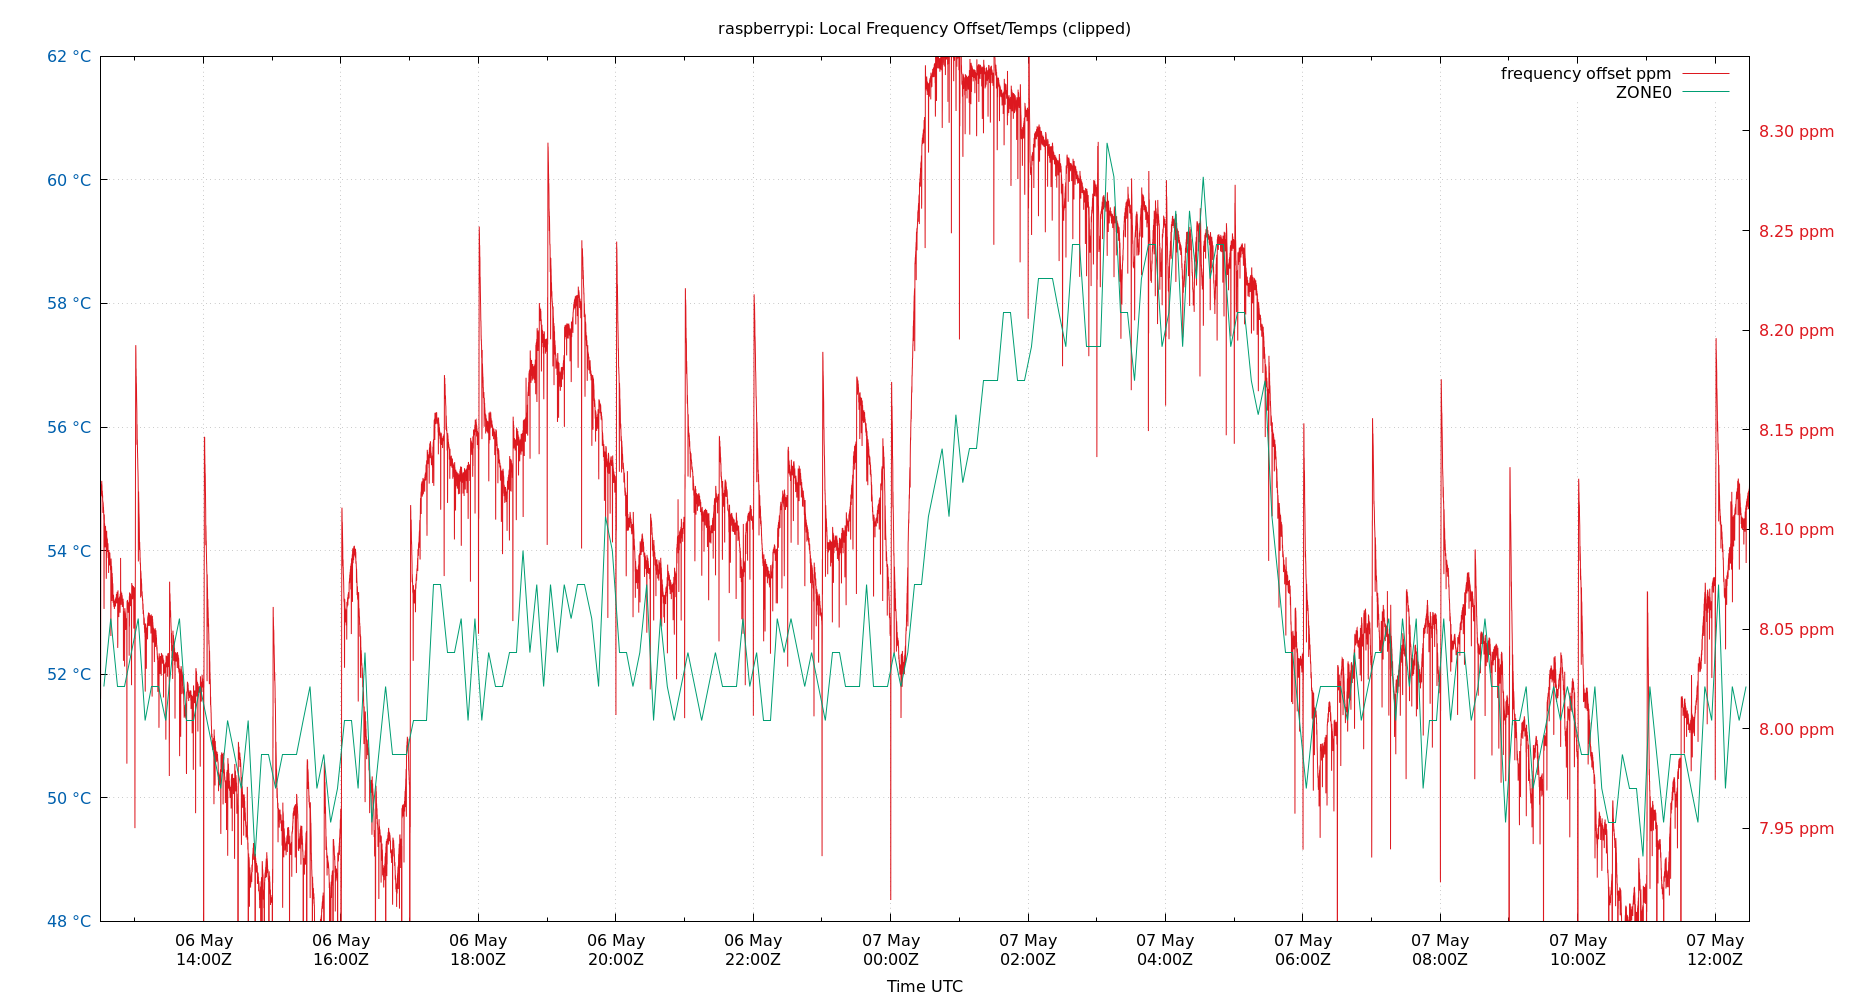 raspberrypi: Local Frequency Offset/Temps (clipped)
62 °C
60 °C
58 °C
56 °C
54 °C
52 °C
50 °C
48 °C
frequency offset ppm
ZONE0
8.30 ppm
8.25 ppm
8.20 ppm
8.15 ppm
8.10 ppm
8.05 ppm
8.00 ppm
7.95 ppm
06 May
14:00Z
06 May
16:00Z
06 May
18:00Z
06 May
20:00Z
06 May
22:00Z
07 May
00:00Z
07 May
02:00Z
07 May
04:00Z
07 May
06:00Z
07 May
08:00Z
07 May
10:00Z
07 May
12:00Z
Time UTC